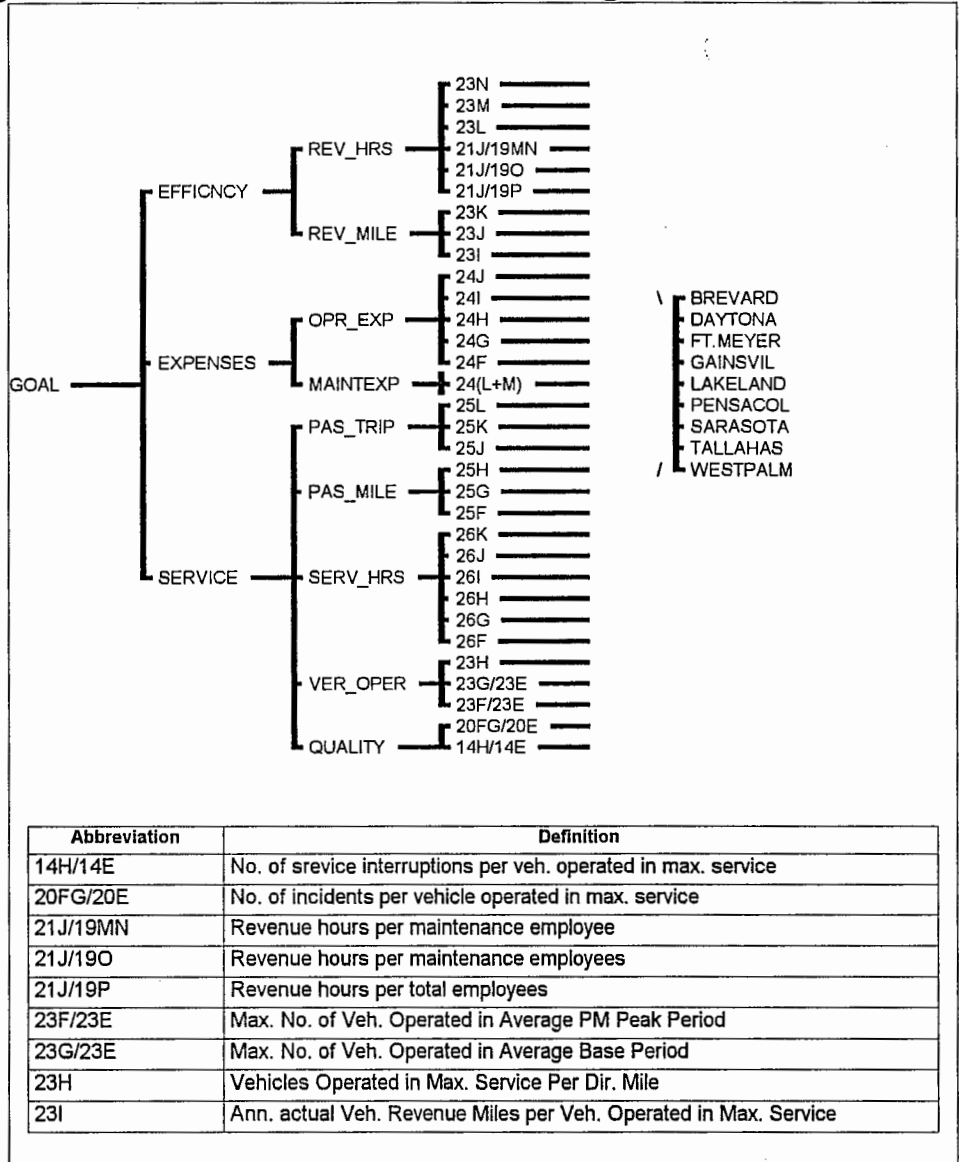 23N
23M
23L
REV_HRS 21J/19MN
21J/19O
EFFICNCY 21J/19P
23K
REV_MILE 23J
23I
24J
24I \ BREVARD
OPR_EXP 24H DAYTONA
24G FT.MEYER
EXPENSES 24F GAINSVIL
GOAL MAINTEXP 24(L+M) LAKELAND
25L PENSACOL
PAS_TRIP 25K SARASOTA
25J TALLAHAS
25H / WESTPALM
PAS_MILE 25G
25F
26K
26J
SERVICE SERV_HRS 26I
26H
26G
26F
23H
VER_OPER 23G/23E
23F/23E
20FG/20E
QUALITY 14H/14E
Abbreviation Definition
14H/14E No. of srevice interruptions per veh. operated in max. service
20FG/20E No. of incidents per vehicle operated in max. service
21J/19MN Revenue hours per maintenance employee
21J/19O Revenue hours per maintenance employees
21J/19P Revenue hours per total employees
23F/23E Max. No. of Veh. Operated in Average PM Peak Period
23G/23E Max. No. of Veh. Operated in Average Base Period
23H Vehicles Operated in Max. Service Per Dir. Mile
23I Ann. actual Veh. Revenue Miles per Veh. Operated in Max. Service